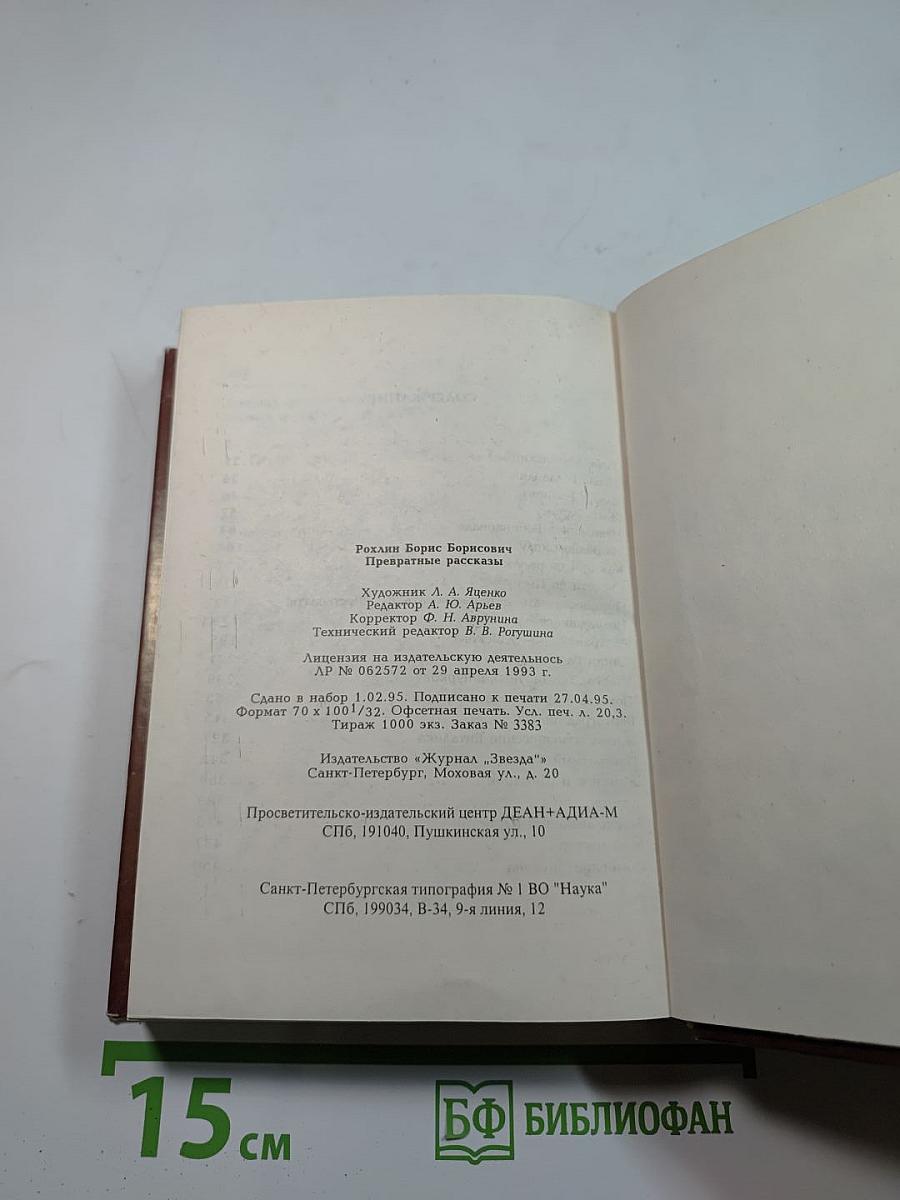 Рохлин Борис Борисович
Превратные рассказы
Художник Л. А. Яценко
Редактор А. Ю. Арьев
Корректор Ф. Н. Аврунина
Технический редактор В. В. Рогушина
Лицензия на издательскую деятельнось
ЛР № 062572 от 29 апреля 1993 г.
Сдано в набор 1.02.95. Подписано к печати 27.04.95.
Формат 70 х 100 1/32. Офсетная печать. Усл. печ. л. 20,3.
Тираж 1000 экз. Заказ № 3383
Издательство «Журнал „Звезда"»
Санкт-Петербург, Моховая ул., д. 20
Просветительско-издательский центр ДЕАН+АДИА-М
СПб, 191040, Пушкинская ул., 10
Санкт-Петербургская типография № 1 ВО "Наука"
СПб, 199034, В-34, 9-я линия, 12
15 см
БФ БИБЛИОФАН